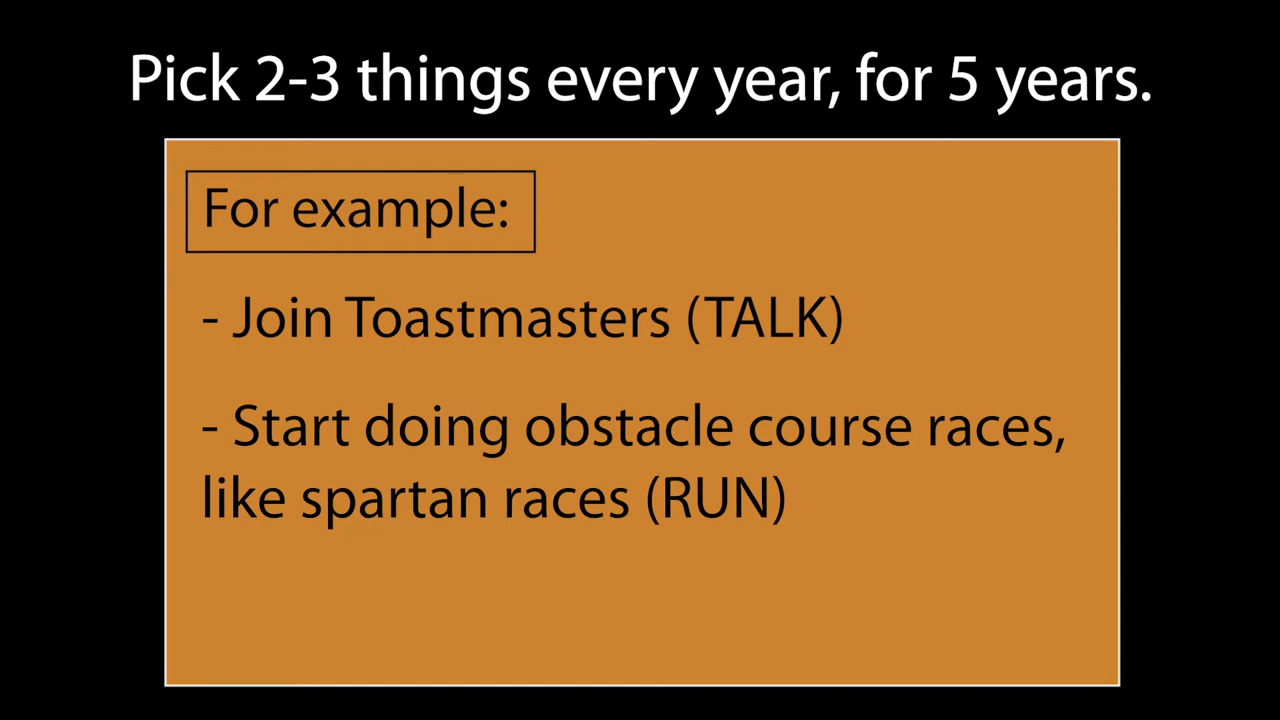 Pick 2-3 things every year, for 5 years.
For example:
- Join Toastmasters (TALK)
- Start doing obstacle course races,
like spartan races (RUN)